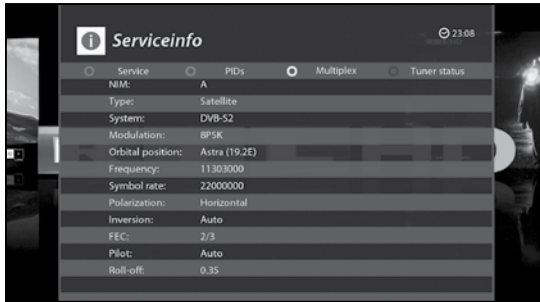 Serviceinfo
23:08
Service PIDs Multiplex Tuner status
NIM: A
Type: Satellite
System: DVB-S2
Modulation: 8PSK
Orbital position: Astra (19.2E)
Frequency: 11303000
Symbol rate: 22000000
Polarization: Horizontal
Inversion: Auto
FEC: 2/3
Pilot: Auto
Roll-off: 0.35